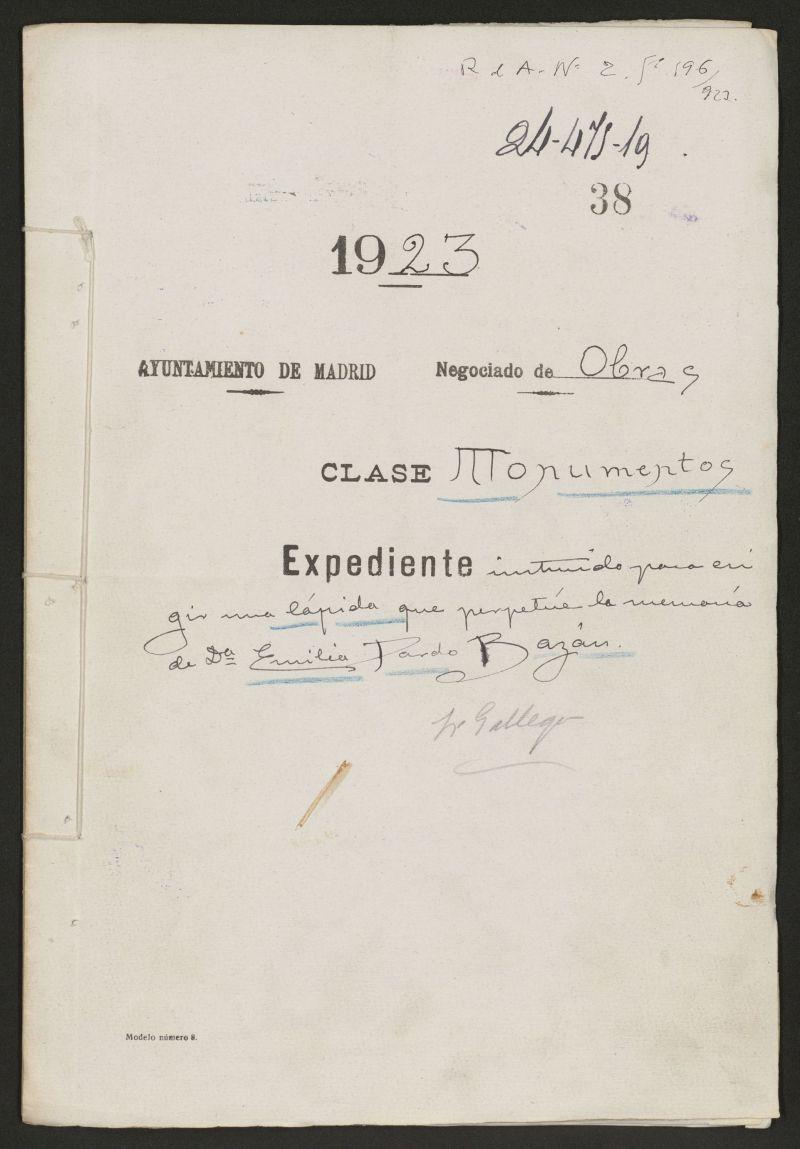 R d A. Nº 2. Fº 196/923.
24-475-19.
38
1923
AYUNTAMIENTO DE MADRID Negociado de Obras
CLASE Monumentos
Expediente instruido para eri
gir una lápida que perpetúe la memoria
de Dª Emilia Pardo Bazán.
Sr Gallego
Modelo número 8.